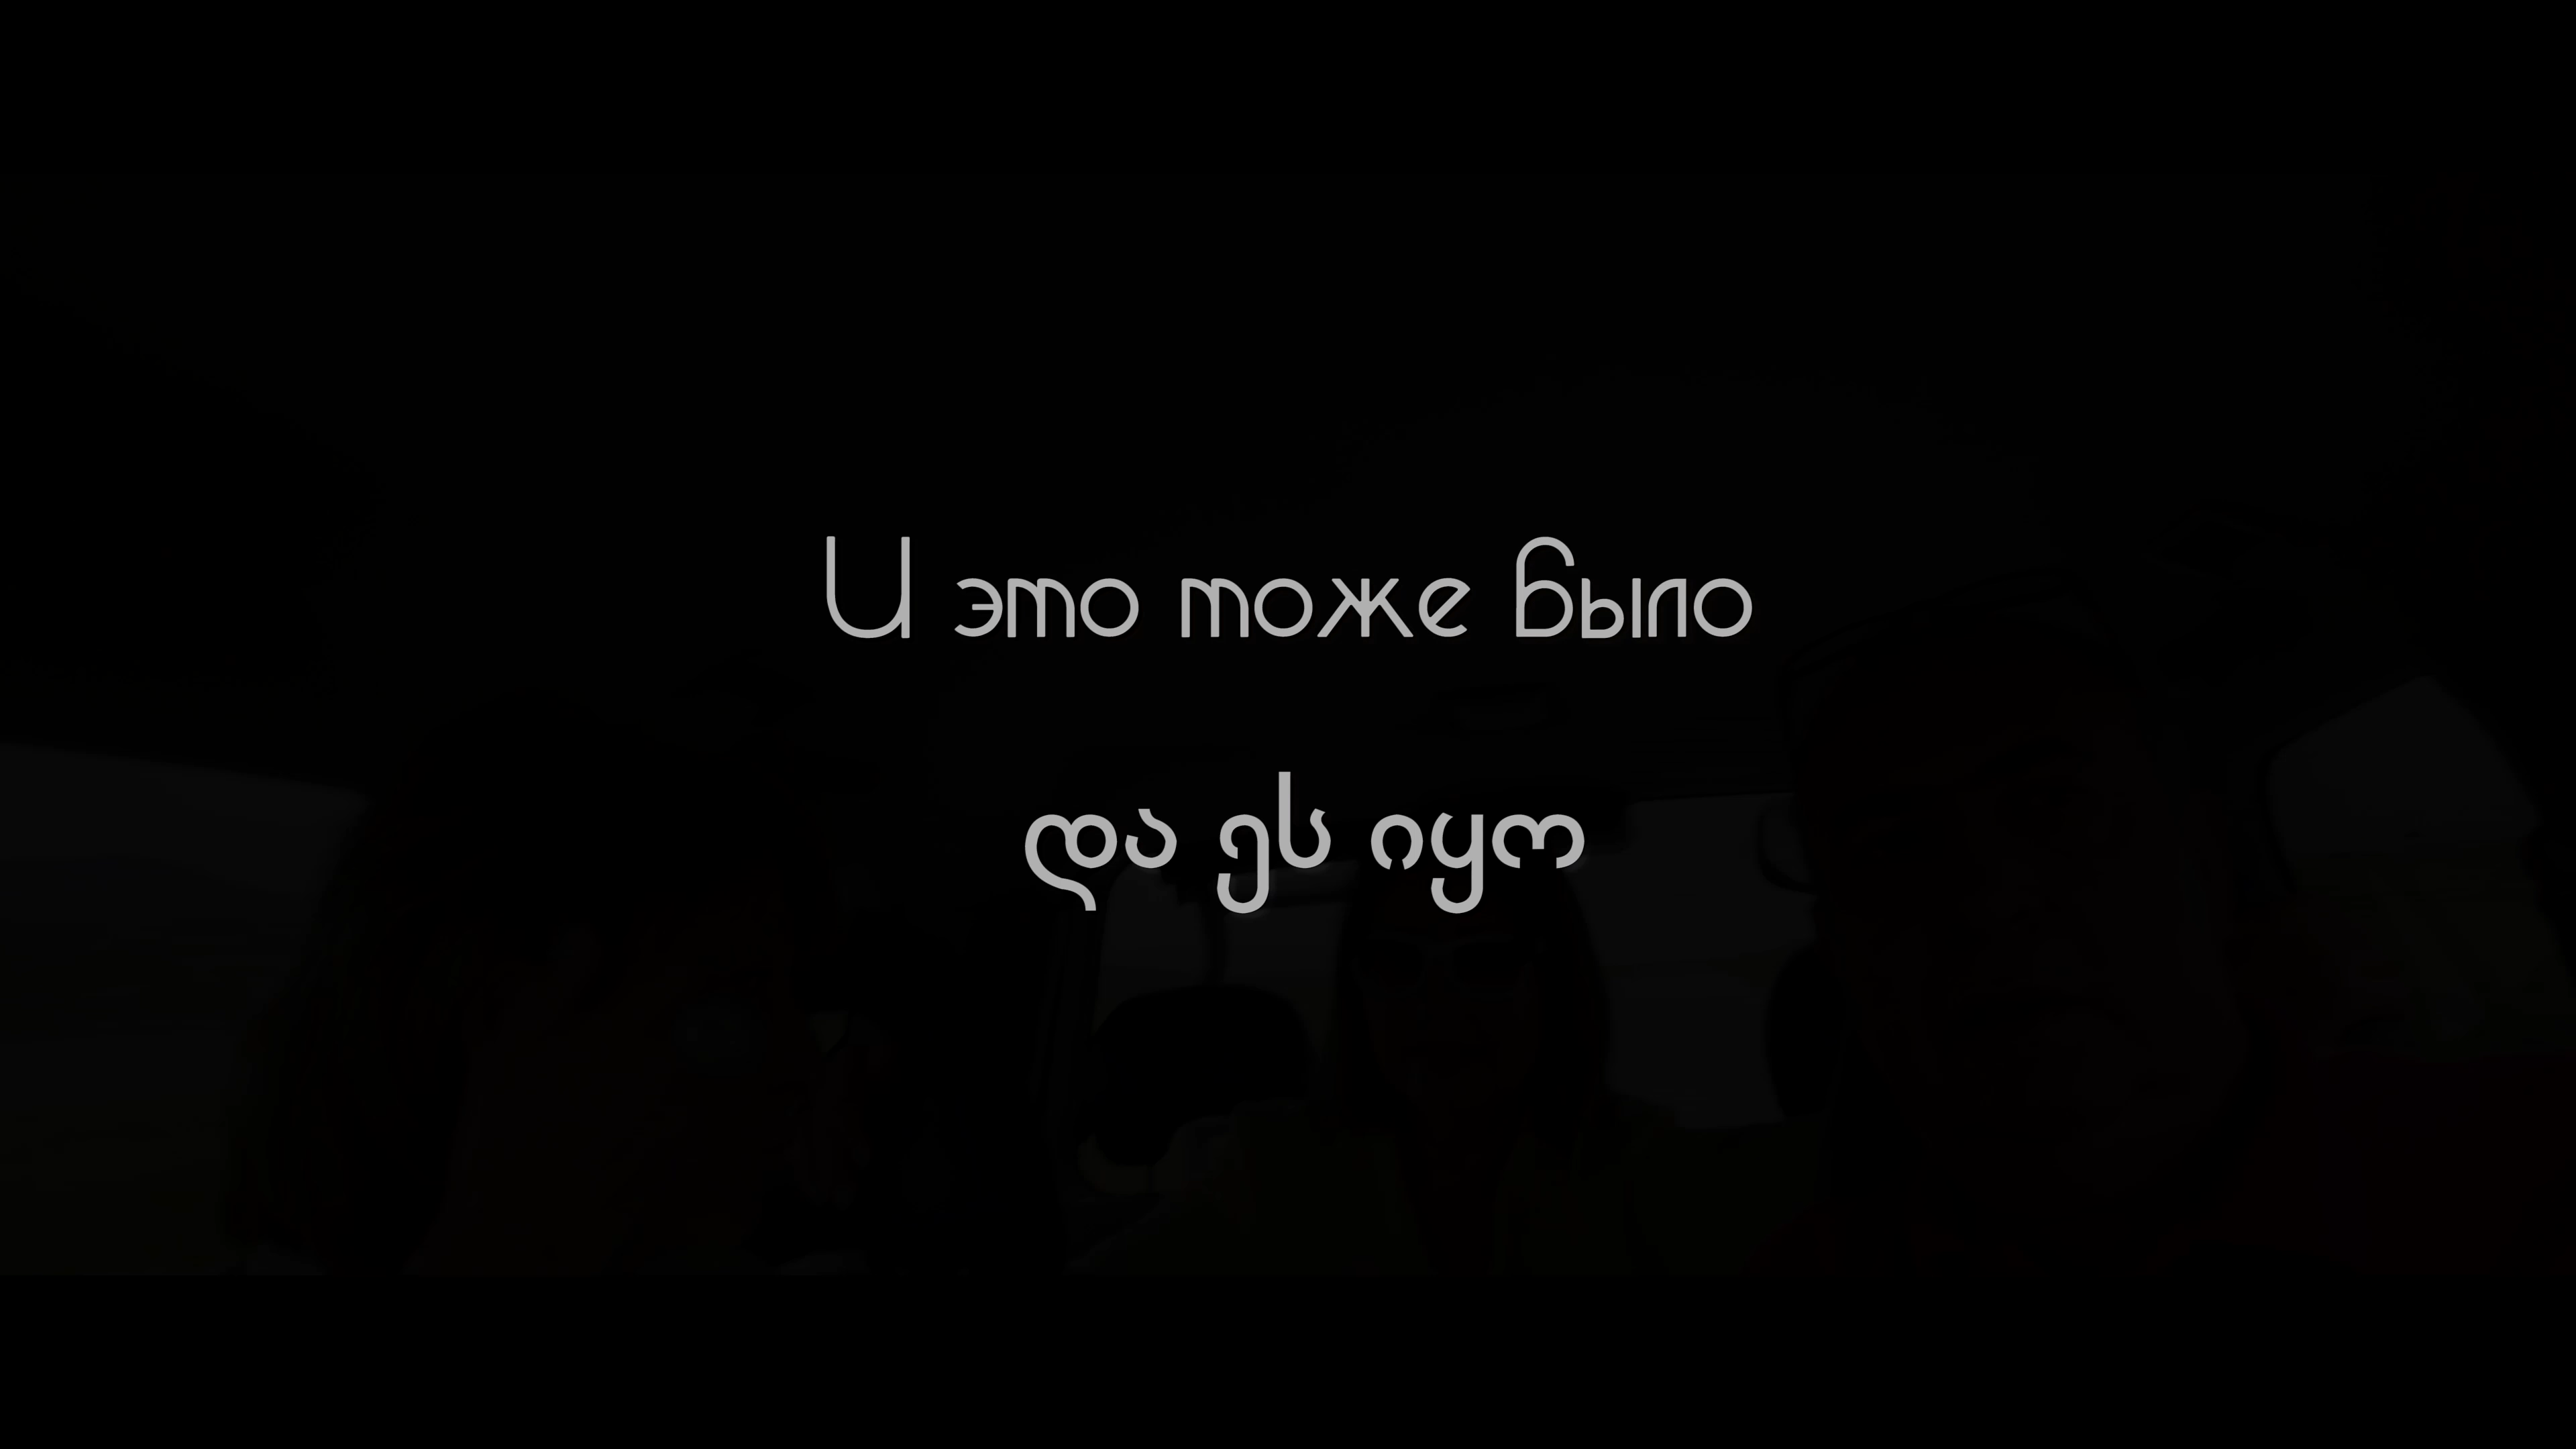 И это тоже было
და ეს იყო